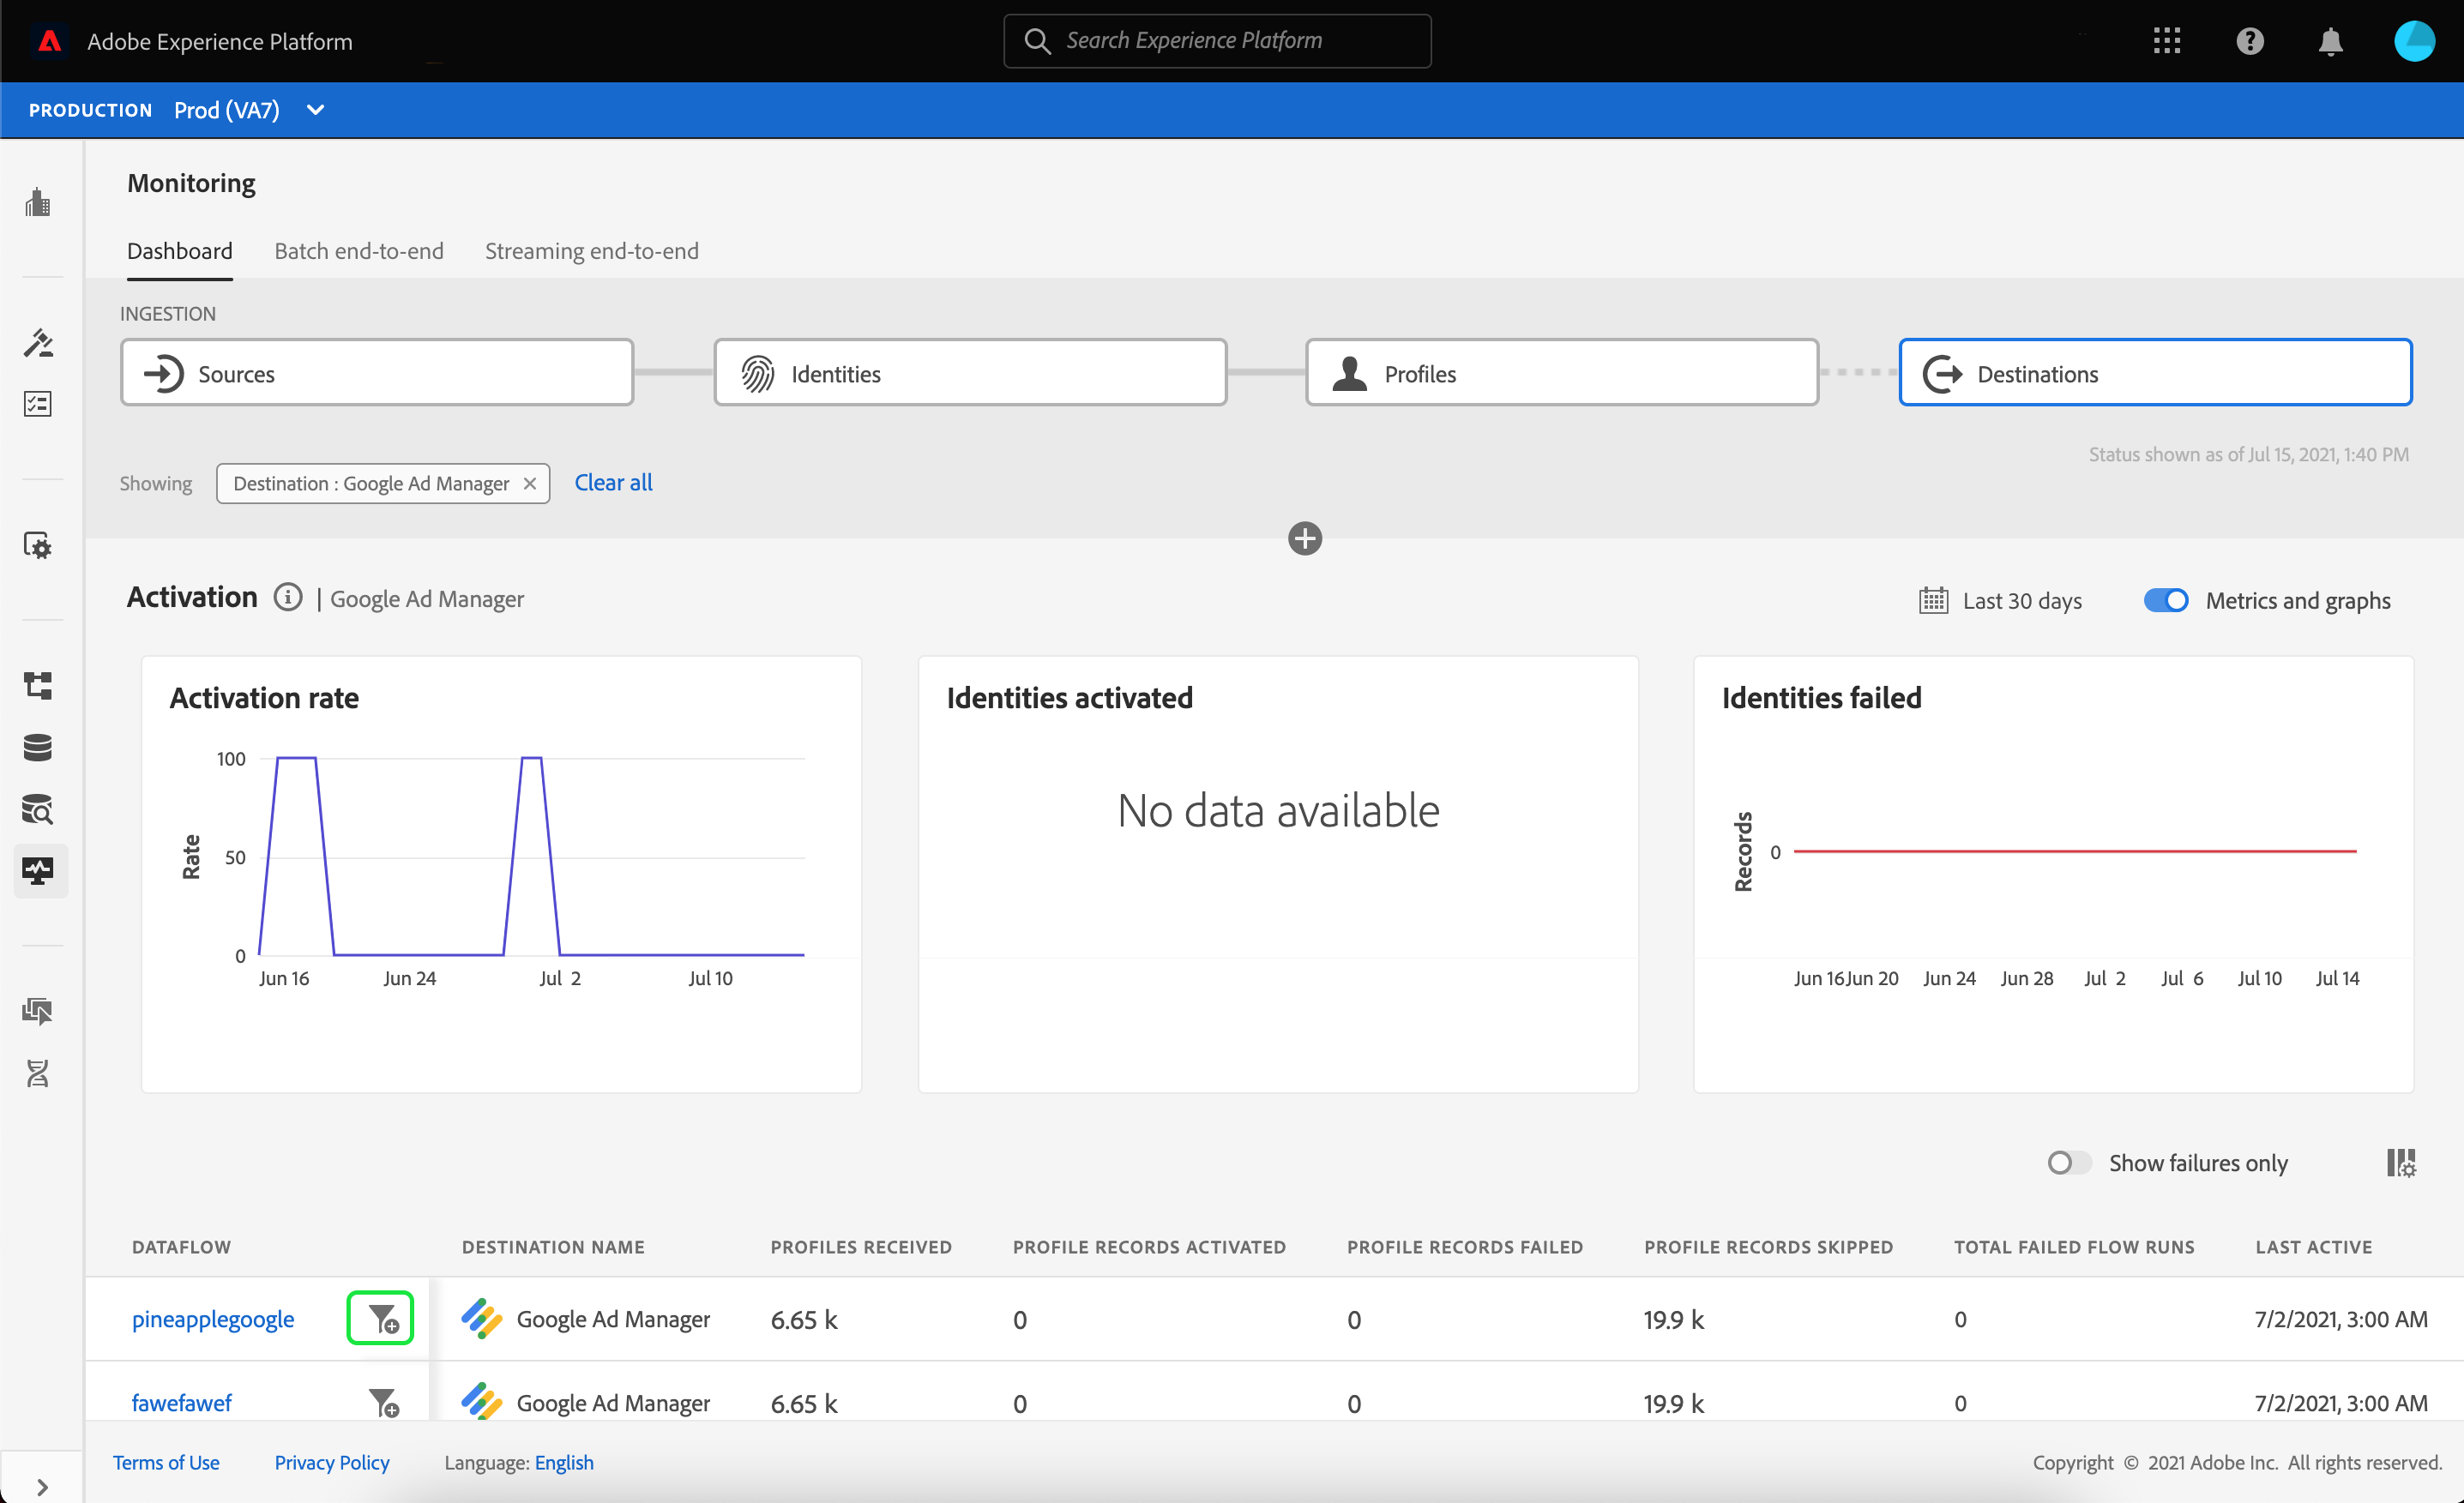 Adobe Experience Platform
Search Experience Platform
PRODUCTION Prod (VA7)
Monitoring
Dashboard Batch end-to-end Streaming end-to-end
INGESTION
Sources Identities Profiles Destinations
Status shown as of Jul 15, 2021, 1:40 PM
Showing Destination : Google Ad Manager Clear all
Activation | Google Ad Manager Last 30 days Metrics and graphs
Activation rate
100
50
0
Rate
Jun 16 Jun 24 Jul 2 Jul 10
Identities activated
No data available
Identities failed
Records
0
Jun 16 Jun 20 Jun 24 Jun 28 Jul 2 Jul 6 Jul 10 Jul 14
Show failures only
DATAFLOW DESTINATION NAME PROFILES RECEIVED PROFILE RECORDS ACTIVATED PROFILE RECORDS FAILED PROFILE RECORDS SKIPPED TOTAL FAILED FLOW RUNS LAST ACTIVE
pineapplegoogle Google Ad Manager 6.65 k 0 0 19.9 k 0 7/2/2021, 3:00 AM
fawefawef Google Ad Manager 6.65 k 0 0 19.9 k 0 7/2/2021, 3:00 AM
Terms of Use Privacy Policy Language: English Copyright © 2021 Adobe Inc. All rights reserved.